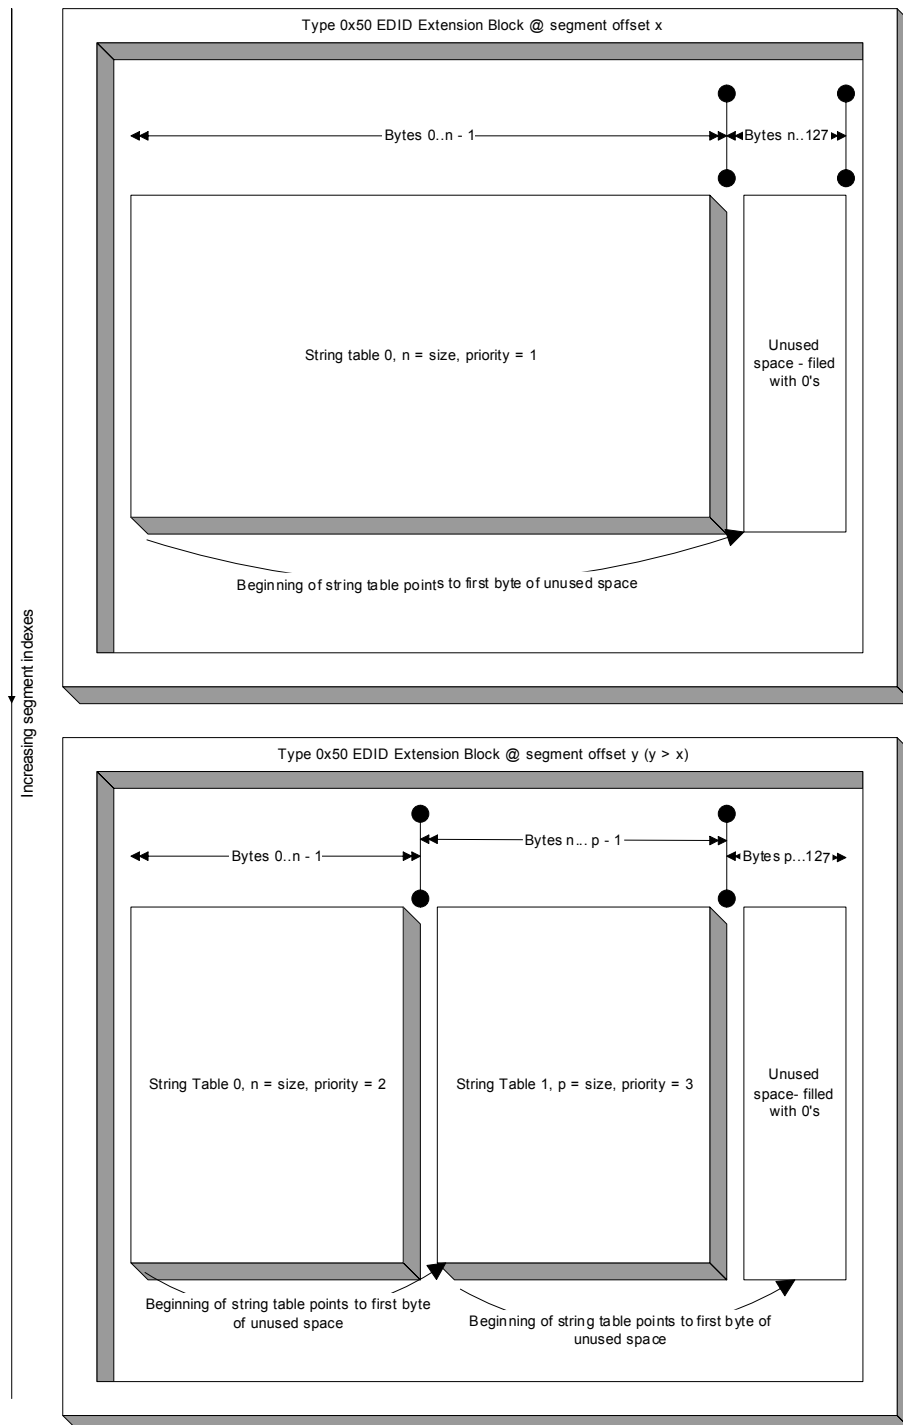 Type 0x50 EDID Extension Block @ segment offset x
Bytes 0..n - 1
Bytes n..127
String table 0, n = size, priority = 1
Unused
space - filed
with 0's
Beginning of string table points to first byte of unused space
Increasing segment indexes
Type 0x50 EDID Extension Block @ segment offset y (y > x)
Bytes 0..n - 1
Bytes n... p - 1
Bytes p...127
String Table 0, n = size, priority = 2
String Table 1, p = size, priority = 3
Unused
space- filled
with 0's
Beginning of string table points to first byte
of unused space
Beginning of string table points to first byte of
unused space